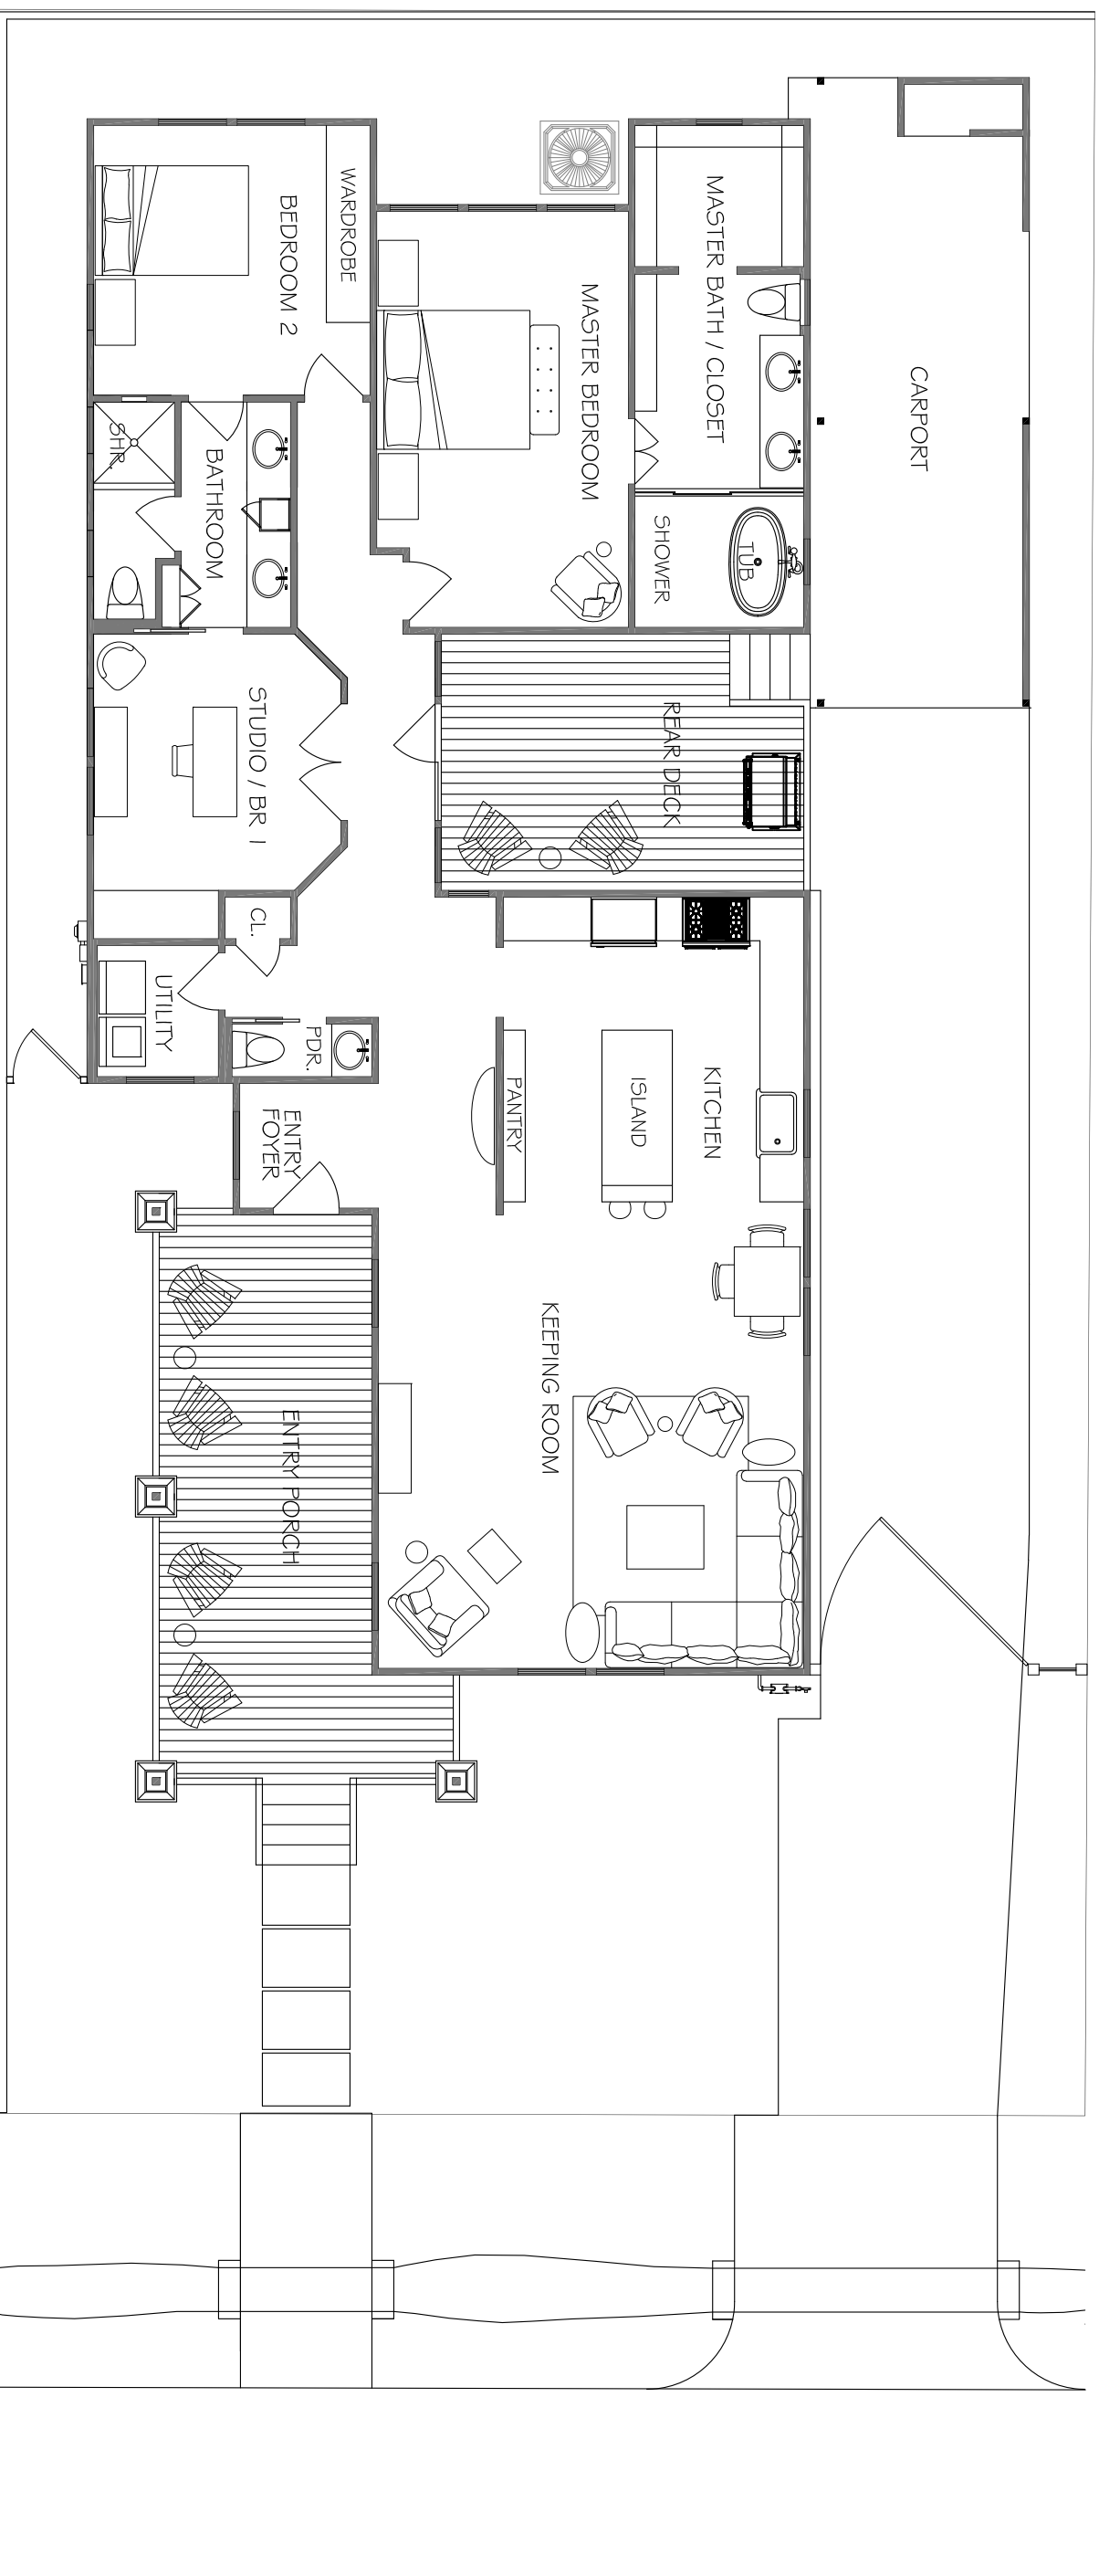 CARPORT
MASTER BATH / CLOSET
TUB
SHOWER
MASTER BEDROOM
WARDROBE
BEDROOM 2
SHR.
BATHROOM
STUDIO / BR 1
REAR DECK
CL.
UTILITY
PDR.
KITCHEN
ISLAND
PANTRY
ENTRY
FOYER
KEEPING ROOM
ENTRY PORCH